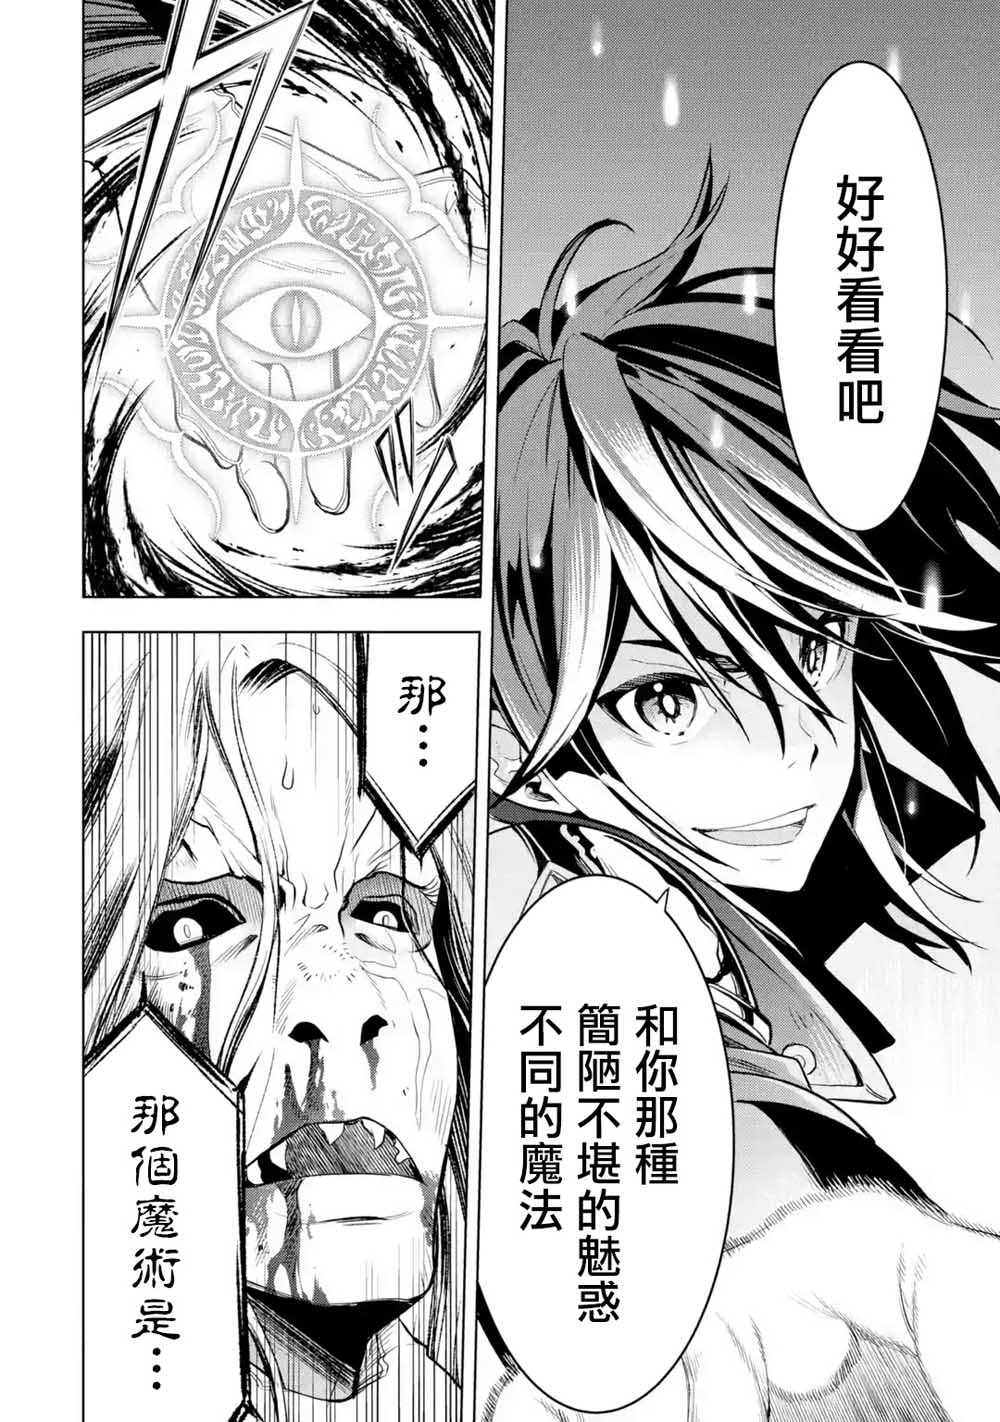 好好看看吧
和你那種
簡陋不堪的魅惑
不同的魔法
那…
那個魔術是…